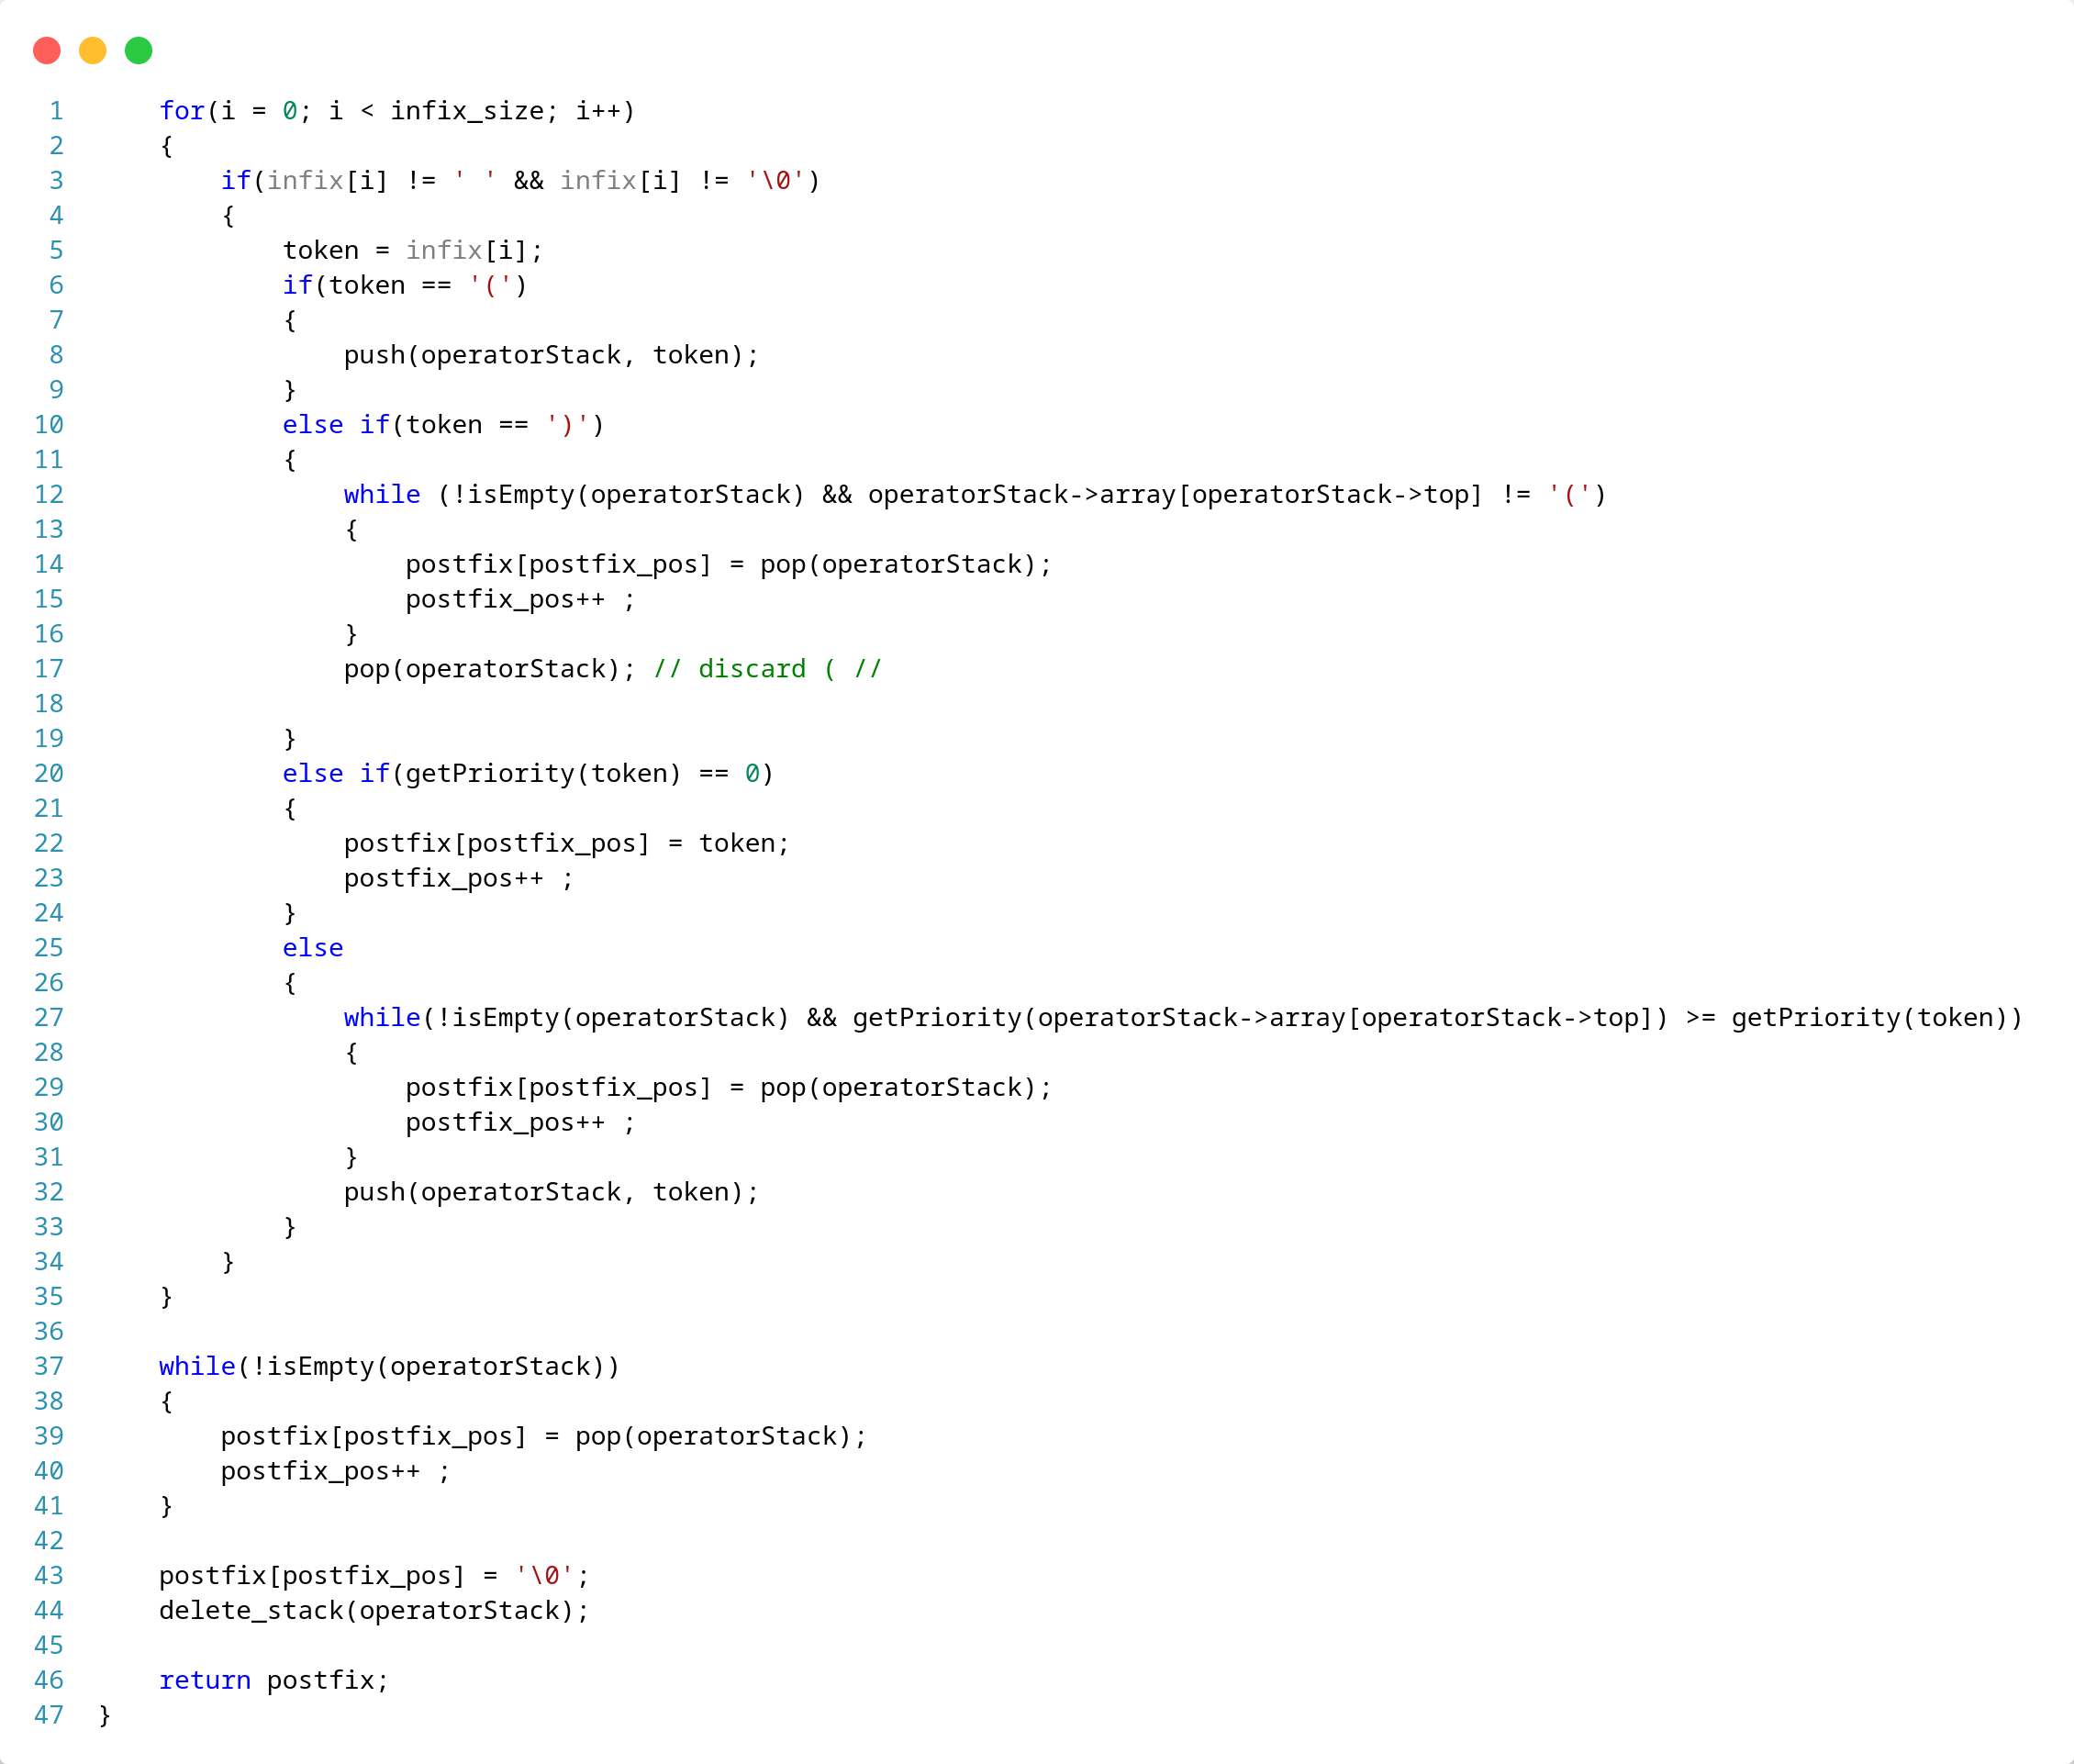 1 for(i = 0; i < infix_size; i++)
2 {
3 if(infix[i] != ' ' && infix[i] != '\0')
4 {
5 token = infix[i];
6 if(token == '(')
7 {
8 push(operatorStack, token);
9 }
10 else if(token == ')')
11 {
12 while (!isEmpty(operatorStack) && operatorStack->array[operatorStack->top] != '(')
13 {
14 postfix[postfix_pos] = pop(operatorStack);
15 postfix_pos++ ;
16 }
17 pop(operatorStack); // discard ( //
18
19 }
20 else if(getPriority(token) == 0)
21 {
22 postfix[postfix_pos] = token;
23 postfix_pos++ ;
24 }
25 else
26 {
27 while(!isEmpty(operatorStack) && getPriority(operatorStack->array[operatorStack->top]) >= getPriority(token))
28 {
29 postfix[postfix_pos] = pop(operatorStack);
30 postfix_pos++ ;
31 }
32 push(operatorStack, token);
33 }
34 }
35 }
36
37 while(!isEmpty(operatorStack))
38 {
39 postfix[postfix_pos] = pop(operatorStack);
40 postfix_pos++ ;
41 }
42
43 postfix[postfix_pos] = '\0';
44 delete_stack(operatorStack);
45
46 return postfix;
47 }